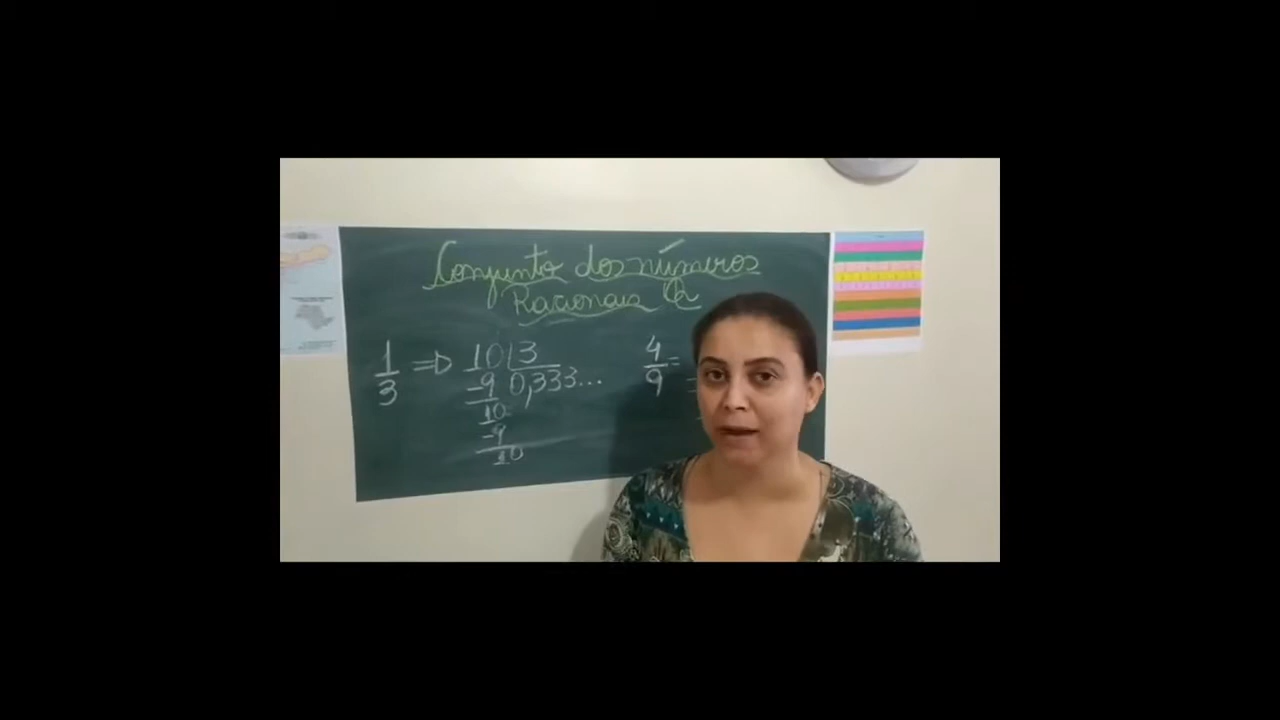 Conjunto dos números
Racionais Q
1/3 => 10 | 3
-9 0,333...
10
-9
10
4/9 =